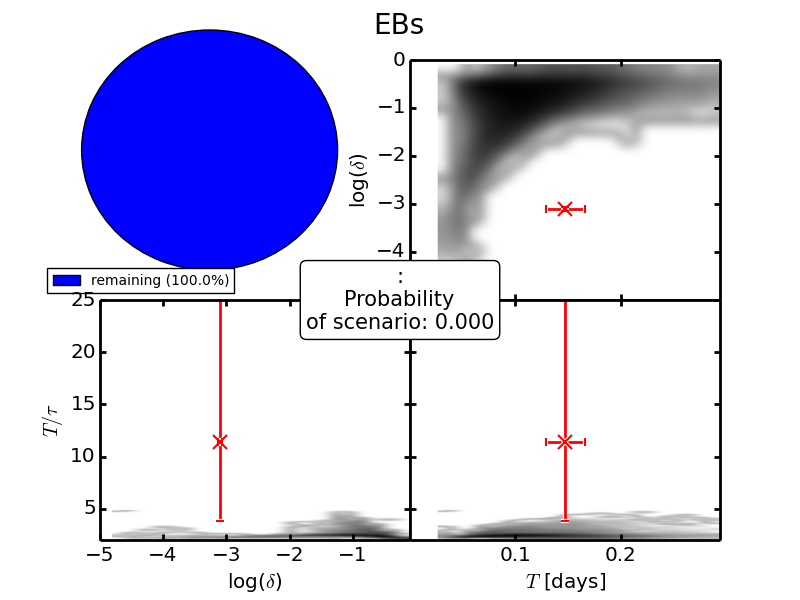 EBs
0
−1
−2
−3
−4
log(δ)
remaining (100.0%)
:
Probability
of scenario: 0.000
25
20
15
10
5
T/τ
−5 −4 −3 −2 −1
0.1 0.2
log(δ)
T [days]